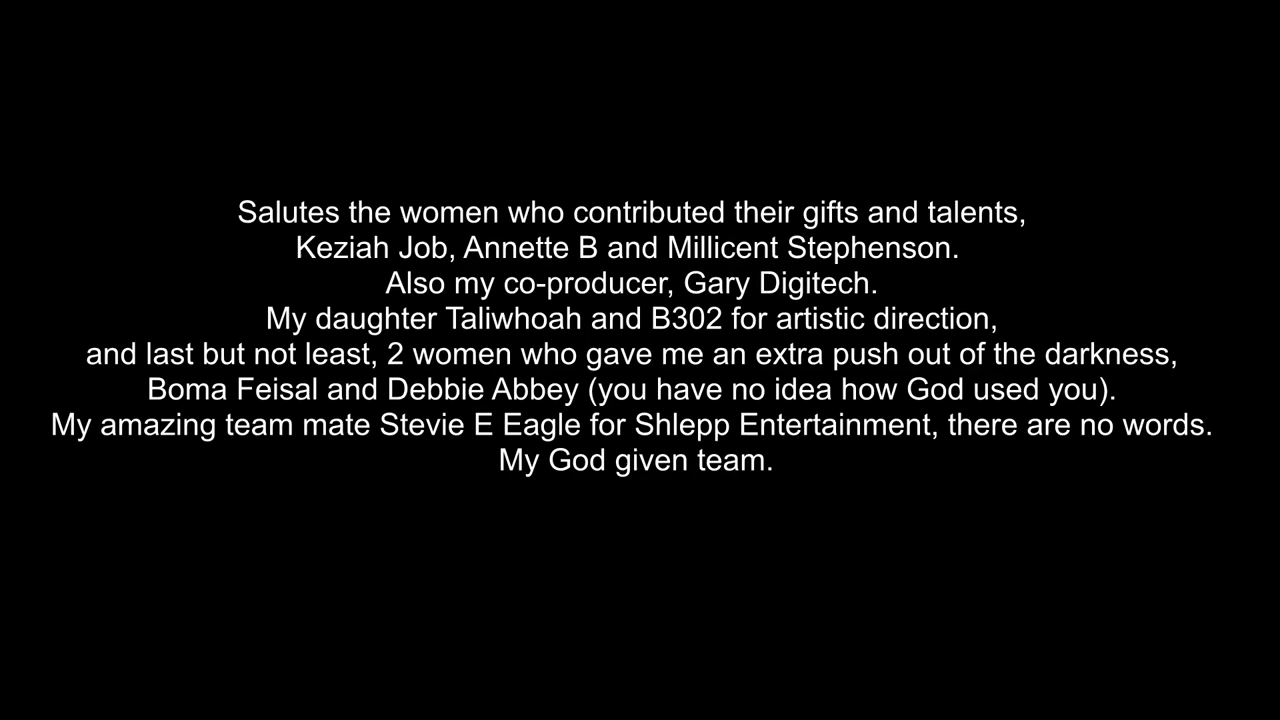 Salutes the women who contributed their gifts and talents,
Keziah Job, Annette B and Millicent Stephenson.
Also my co-producer, Gary Digitech.
My daughter Taliwhoah and B302 for artistic direction,
and last but not least, 2 women who gave me an extra push out of the darkness,
Boma Feisal and Debbie Abbey (you have no idea how God used you).
My amazing team mate Stevie E Eagle for Shlepp Entertainment, there are no words.
My God given team.